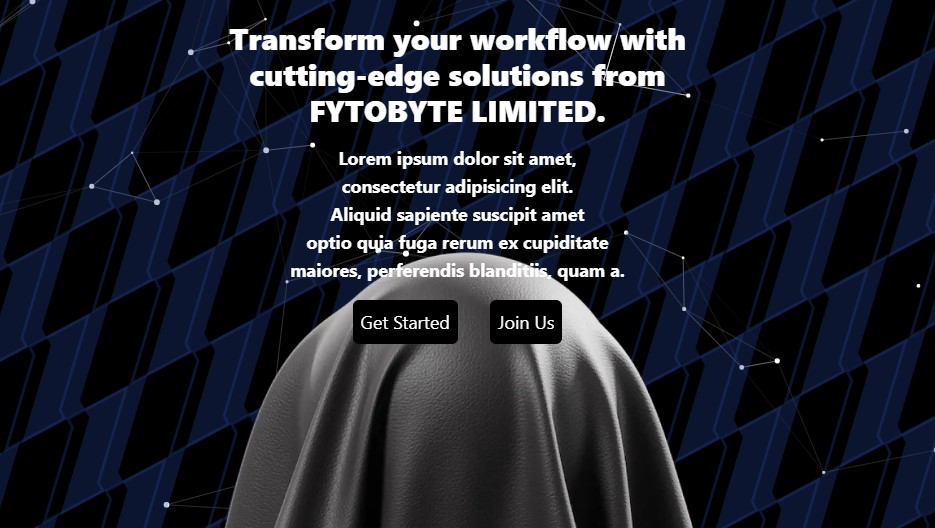 Transform your workflow with
cutting-edge solutions from
FYTOBYTE LIMITED.
Lorem ipsum dolor sit amet,
consectetur adipisicing elit.
Aliquid sapiente suscipit amet
optio quia fuga rerum ex cupiditate
maiores, perferendis blanditiis, quam a.
Get Started
Join Us